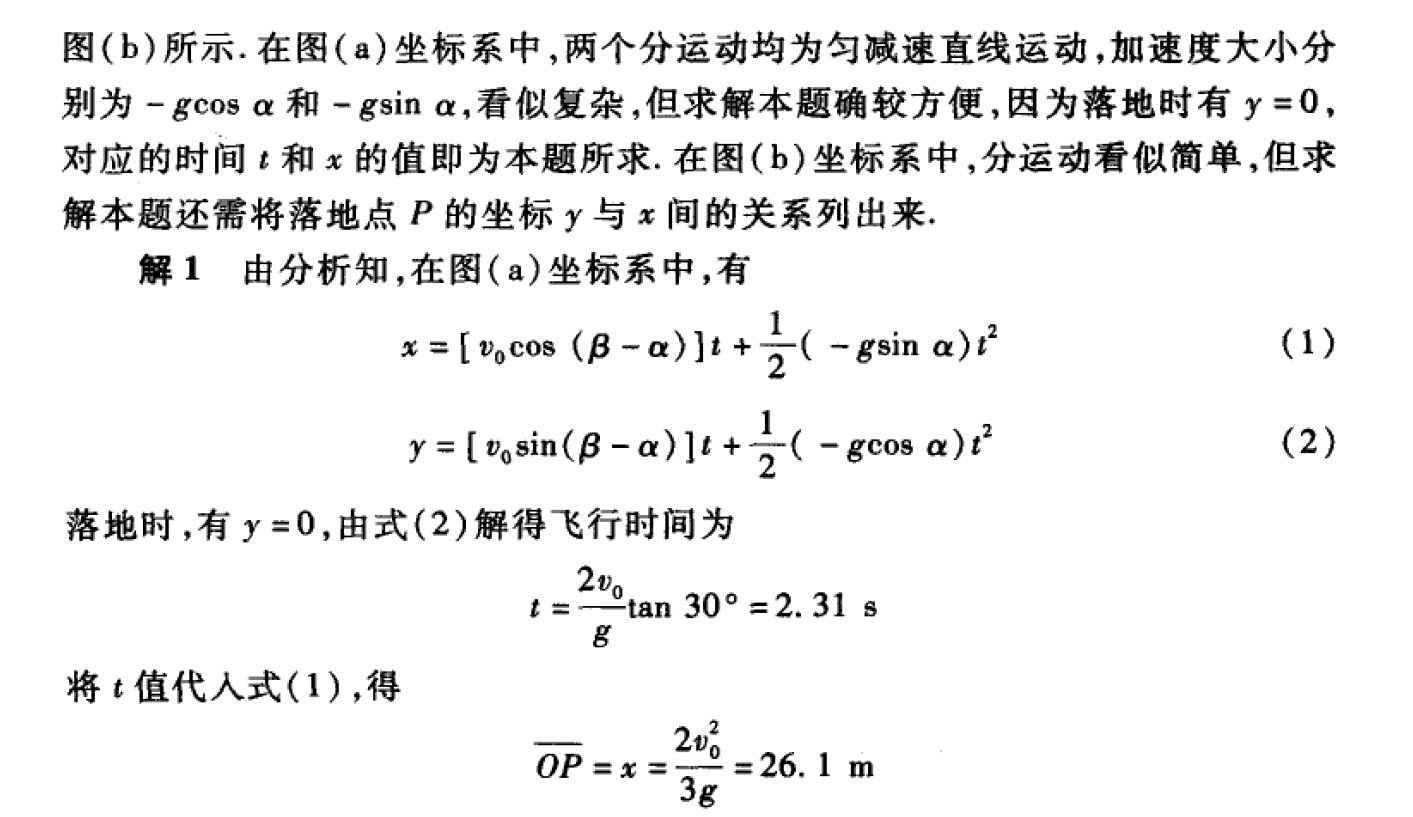 图(b)所示.在图(a)坐标系中,两个分运动均为匀减速直线运动,加速度大小分
别为 -gcos α 和 -gsin α,看似复杂,但求解本题确较方便,因为落地时有 y=0,
对应的时间 t 和 x 的值即为本题所求.在图(b)坐标系中,分运动看似简单,但求
解本题还需将落地点 P 的坐标 y 与 x 间的关系列出来.
解1 由分析知,在图(a)坐标系中,有
x = [v₀cos (β-α)]t + \frac{1}{2}(-gsin α)t² (1)
y = [v₀sin(β-α)]t + \frac{1}{2}(-gcos α)t² (2)
落地时,有 y=0,由式(2)解得飞行时间为
t = \frac{2v₀}{g}tan 30° = 2.31 s
将 t 值代入式(1),得
\overline{OP} = x = \frac{2v₀²}{3g} = 26.1 m